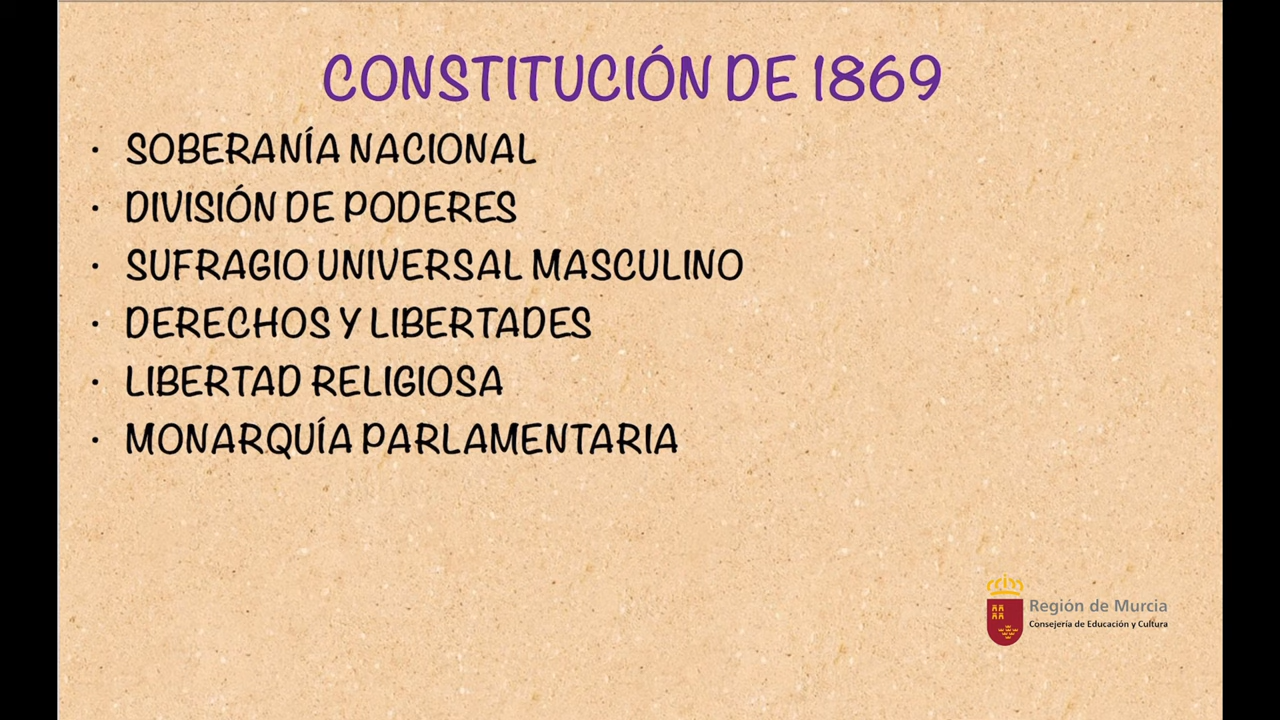 CONSTITUCIÓN DE 1869
• SOBERANÍA NACIONAL
• DIVISIÓN DE PODERES
• SUFRAGIO UNIVERSAL MASCULINO
• DERECHOS Y LIBERTADES
• LIBERTAD RELIGIOSA
• MONARQUÍA PARLAMENTARIA
Región de Murcia
Consejería de Educación y Cultura